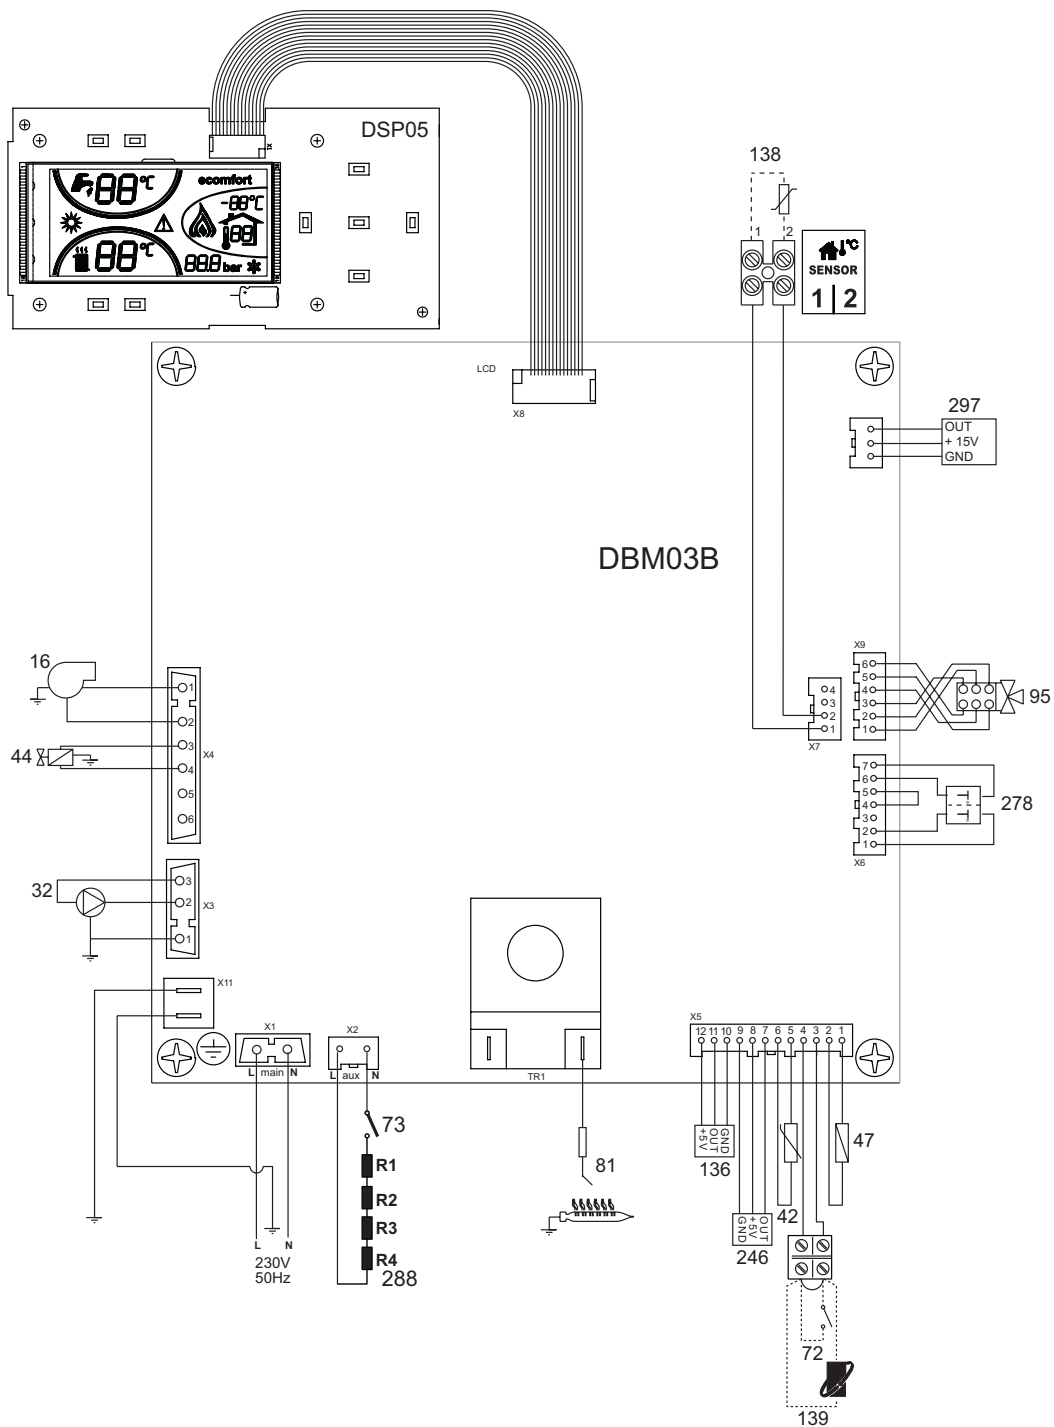 DSP05
X1
88°C
ecomfort
-88°C
88
88°C
88.8 bar
138
1 2
°C
SENSOR
1 | 2
LCD
X8
297
OUT
+ 15V
GND
DBM03B
16
1
2
3
4
5
6
X4
44
X9
6
5
4
3
2
1
95
4
3
2
1
X7
7
6
5
4
3
2
1
X6
278
32
3
2
1
X3
X11
X1
L main N
X2
L aux N
TR1
X5
12 11 10 9 8 7 6 5 4 3 2 1
73
R1
R2
R3
R4
288
L N
230V
50Hz
81
+5V
OUT
GND
136
GND
+5V
OUT
246
42
47
72
139